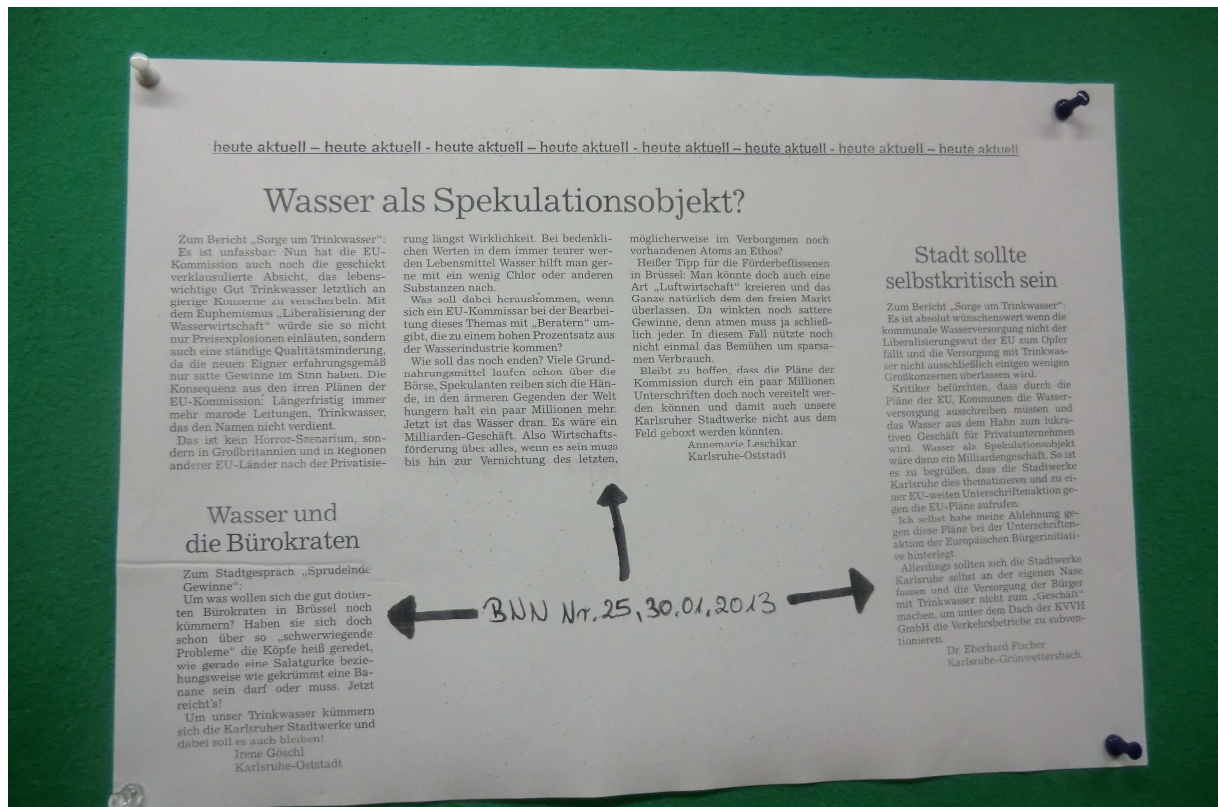 heute aktuell – heute aktuell - heute aktuell – heute aktuell - heute aktuell – heute aktuell - heute aktuell – heute aktuell
Wasser als Spekulationsobjekt?
Zum Bericht „Sorge um Trinkwasser“:
Es ist unfassbar: Nun hat die EU-
Kommission auch noch die geschickt
verklausulierte Absicht, das lebens-
wichtige Gut Trinkwasser letztlich an
gierige Konzerne zu verscherbeln. Mit
dem Euphemismus „Liberalisierung der
Wasserwirtschaft“ würde sie so nicht
nur Preisexplosionen einläuten, sondern
auch eine ständige Qualitätsminderung,
da die neuen Eigner erfahrungsgemäß
nur satte Gewinne im Sinn haben. Die
Konsequenz aus den irren Plänen der
EU-Kommission: Längerfristig immer
mehr marode Leitungen, Trinkwasser,
das den Namen nicht verdient.
Das ist kein Horror-Szenarium, son-
dern in Großbritannien und in Regionen
anderer EU-Länder nach der Privatisie-
rung längst Wirklichkeit. Bei bedenkli-
chen Werten in dem immer teurer wer-
den Lebensmittel Wasser hilft man ger-
ne mit ein wenig Chlor oder anderen
Substanzen nach.
Was soll dabei herauskommen, wenn
sich ein EU-Kommissar bei der Bearbei-
tung dieses Themas mit „Beratern“ um-
gibt, die zu einem hohen Prozentsatz aus
der Wasserindustrie kommen?
Wie soll das noch enden? Viele Grund-
nahrungsmittel laufen schon über die
Börse, Spekulanten reiben sich die Hän-
de, in den ärmeren Gegenden der Welt
hungern halt ein paar Millionen mehr.
Jetzt ist das Wasser dran. Es wäre ein
Milliarden-Geschäft. Also Wirtschafts-
förderung über alles, wenn es sein muss
bis hin zur Vernichtung des letzten,
möglicherweise im Verborgenen noch
vorhandenen Atoms an Ethos?
Heißer Tipp für die Förderbeflissenen
in Brüssel: Man könnte doch auch eine
Art „Luftwirtschaft“ kreieren und das
Ganze natürlich dem den freien Markt
überlassen. Da winkten noch sattere
Gewinne, denn atmen muss ja schließ-
lich jeder. In diesem Fall nützte noch
nicht einmal das Bemühen um sparsa-
men Verbrauch.
Bleibt zu hoffen, dass die Pläne der
Kommission durch ein paar Millionen
Unterschriften doch noch vereitelt wer-
den können und damit auch unsere
Karlsruher Stadtwerke nicht aus dem
Feld geboxt werden könnten.
Annemarie Leschikar
Karlsruhe-Oststadt
Stadt sollte
selbstkritisch sein
Zum Bericht „Sorge um Trinkwasser“:
Es ist absolut wünschenswert wenn die
kommunale Wasserversorgung nicht der
Liberalisierungswut der EU zum Opfer
fällt und die Versorgung mit Trinkwas-
ser nicht ausschließlich einigen wenigen
Großkonzernen überlassen wird.
Kritiker befürchten, dass durch die
Pläne der EU, Kommunen die Wasser-
versorgung ausschreiben müssen und
das Wasser aus dem Hahn zum lukra-
tiven Geschäft für Privatunternehmen
wird. Wasser als Spekulationsobjekt
wäre dann ein Milliardengeschäft. So ist
es zu begrüßen, dass die Stadtwerke
Karlsruhe dies thematisieren und zu ei-
ner EU-weiten Unterschriftenaktion ge-
gen die EU-Pläne aufrufen.
Ich selbst habe meine Ablehnung ge-
gen diese Pläne bei der Unterschriften-
aktion der Europäischen Bürgerinitiati-
ve hinterlegt.
Allerdings sollten sich die Stadtwerke
Karlsruhe selbst an der eigenen Nase
fassen und die Versorgung der Bürger
mit Trinkwasser nicht zum „Geschäft“
machen, um unter dem Dach der KVVH
GmbH die Verkehrsbetriebe zu subven-
tionieren.
Dr. Eberhard Fischer
Karlsruhe-Grünwettersbach
Wasser und
die Bürokraten
Zum Stadtgespräch „Sprudelnde
Gewinne“:
Um was wollen sich die gut dotier-
ten Bürokraten in Brüssel noch
kümmern? Haben sie sich doch
schon über so „schwerwiegende
Probleme“ die Köpfe heiß geredet,
wie gerade eine Salatgurke bezie-
hungsweise wie gekrümmt eine Ba-
nane sein darf oder muss. Jetzt
reicht's!
Um unser Trinkwasser kümmern
sich die Karlsruher Stadtwerke und
dabei soll es auch bleiben!
Irene Göschl
Karlsruhe-Oststadt
BNN Nr. 25, 30.01.2013